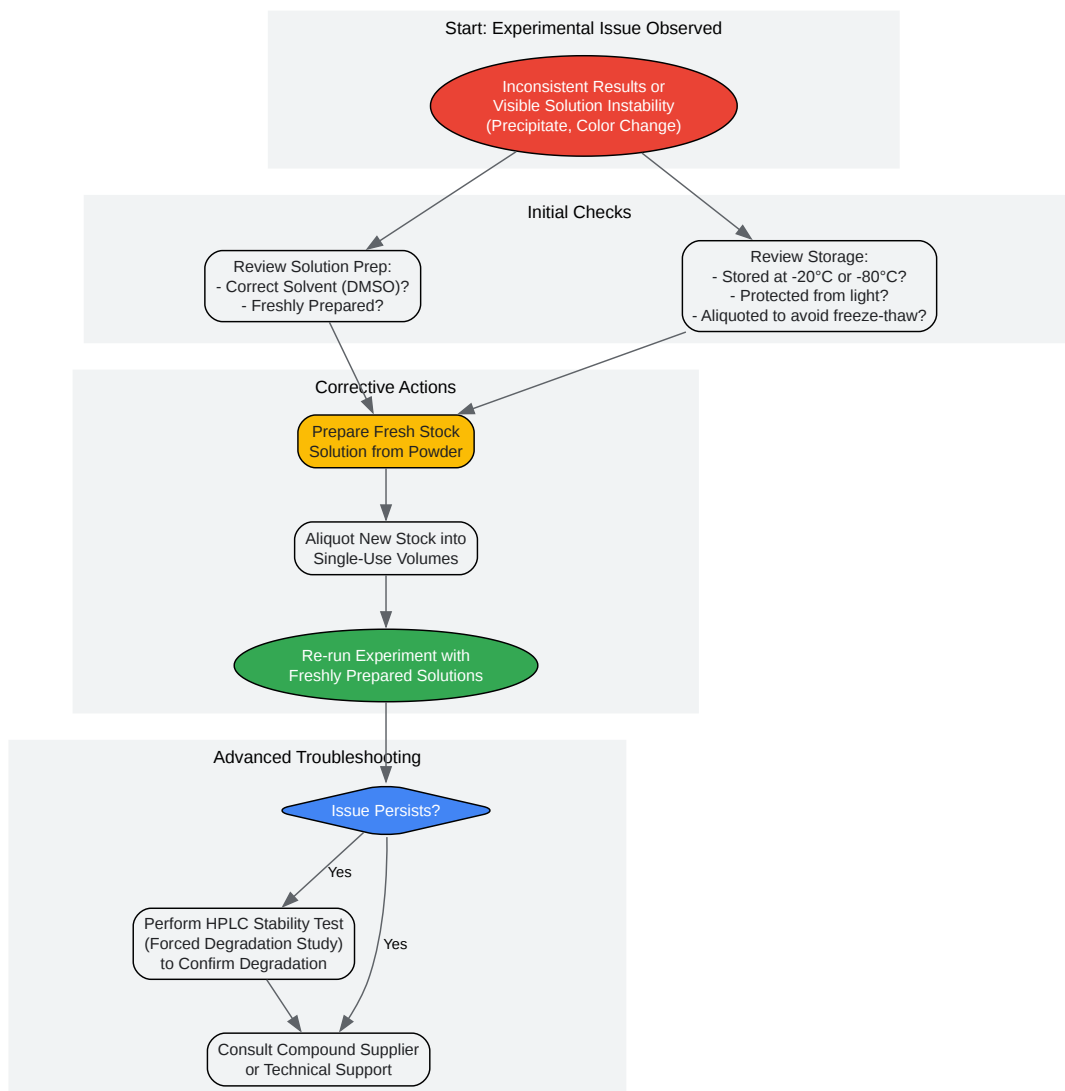 Start: Experimental Issue Observed
Inconsistent Results or
Visible Solution Instability
(Precipitate, Color Change)
Initial Checks
Review Solution Prep:
- Correct Solvent (DMSO)?
- Freshly Prepared?
Review Storage:
- Stored at -20°C or -80°C?
- Protected from light?
- Aliquoted to avoid freeze-thaw?
Corrective Actions
Prepare Fresh Stock
Solution from Powder
Aliquot New Stock into
Single-Use Volumes
Re-run Experiment with
Freshly Prepared Solutions
Advanced Troubleshooting
Issue Persists?
Yes
Perform HPLC Stability Test
(Forced Degradation Study)
to Confirm Degradation
Yes
Consult Compound Supplier
or Technical Support